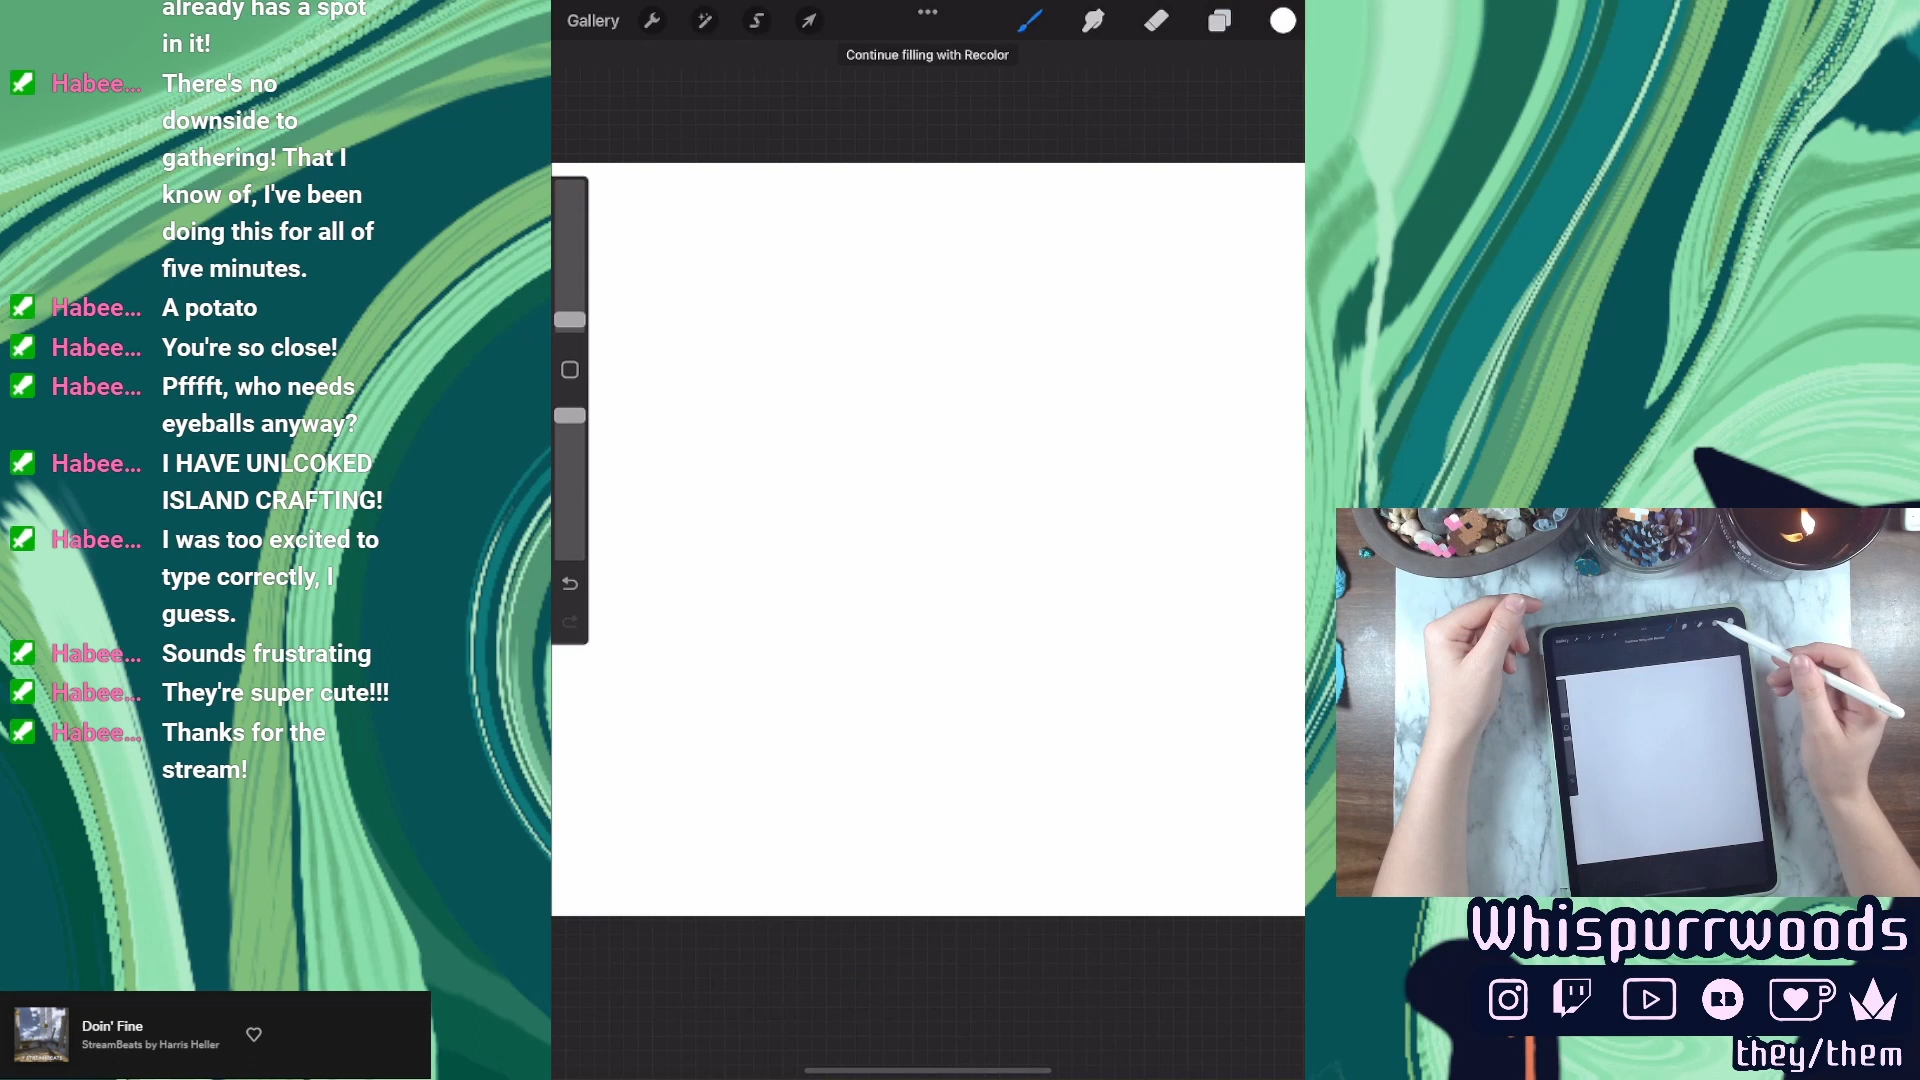 already has a spot
in it!
Habee... There's no
downside to
gathering! That I
know of, I've been
doing this for all of
five minutes.
Habee... A potato
Habee... You're so close!
Habee... Pfffft, who needs
eyeballs anyway?
Habee... I HAVE UNLCOKED
ISLAND CRAFTING!
Habee... I was too excited to
type correctly, I
guess.
Habee... Sounds frustrating
Habee... They're super cute!!!
Habee... Thanks for the
stream!
Doin' Fine
StreamBeats by Harris Heller
Gallery
Continue filling with Recolor
Whispurrwoods
RB
they/them